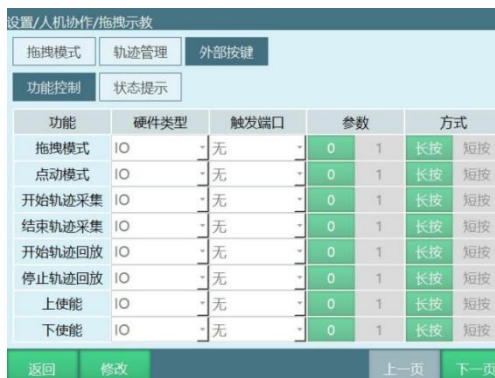 设置/人机协作/拖拽示教
拖拽模式 轨迹管理 外部按键
功能控制 状态提示
功能 硬件类型 触发端口 参数 方式
拖拽模式 IO 无 0 1 长按 短按
点动模式 IO 无 0 1 长按 短按
开始轨迹采集 IO 无 0 1 长按 短按
结束轨迹采集 IO 无 0 1 长按 短按
开始轨迹回放 IO 无 0 1 长按 短按
停止轨迹回放 IO 无 0 1 长按 短按
上使能 IO 无 0 1 长按 短按
下使能 IO 无 0 1 长按 短按
返回 修改 上一页 下一页